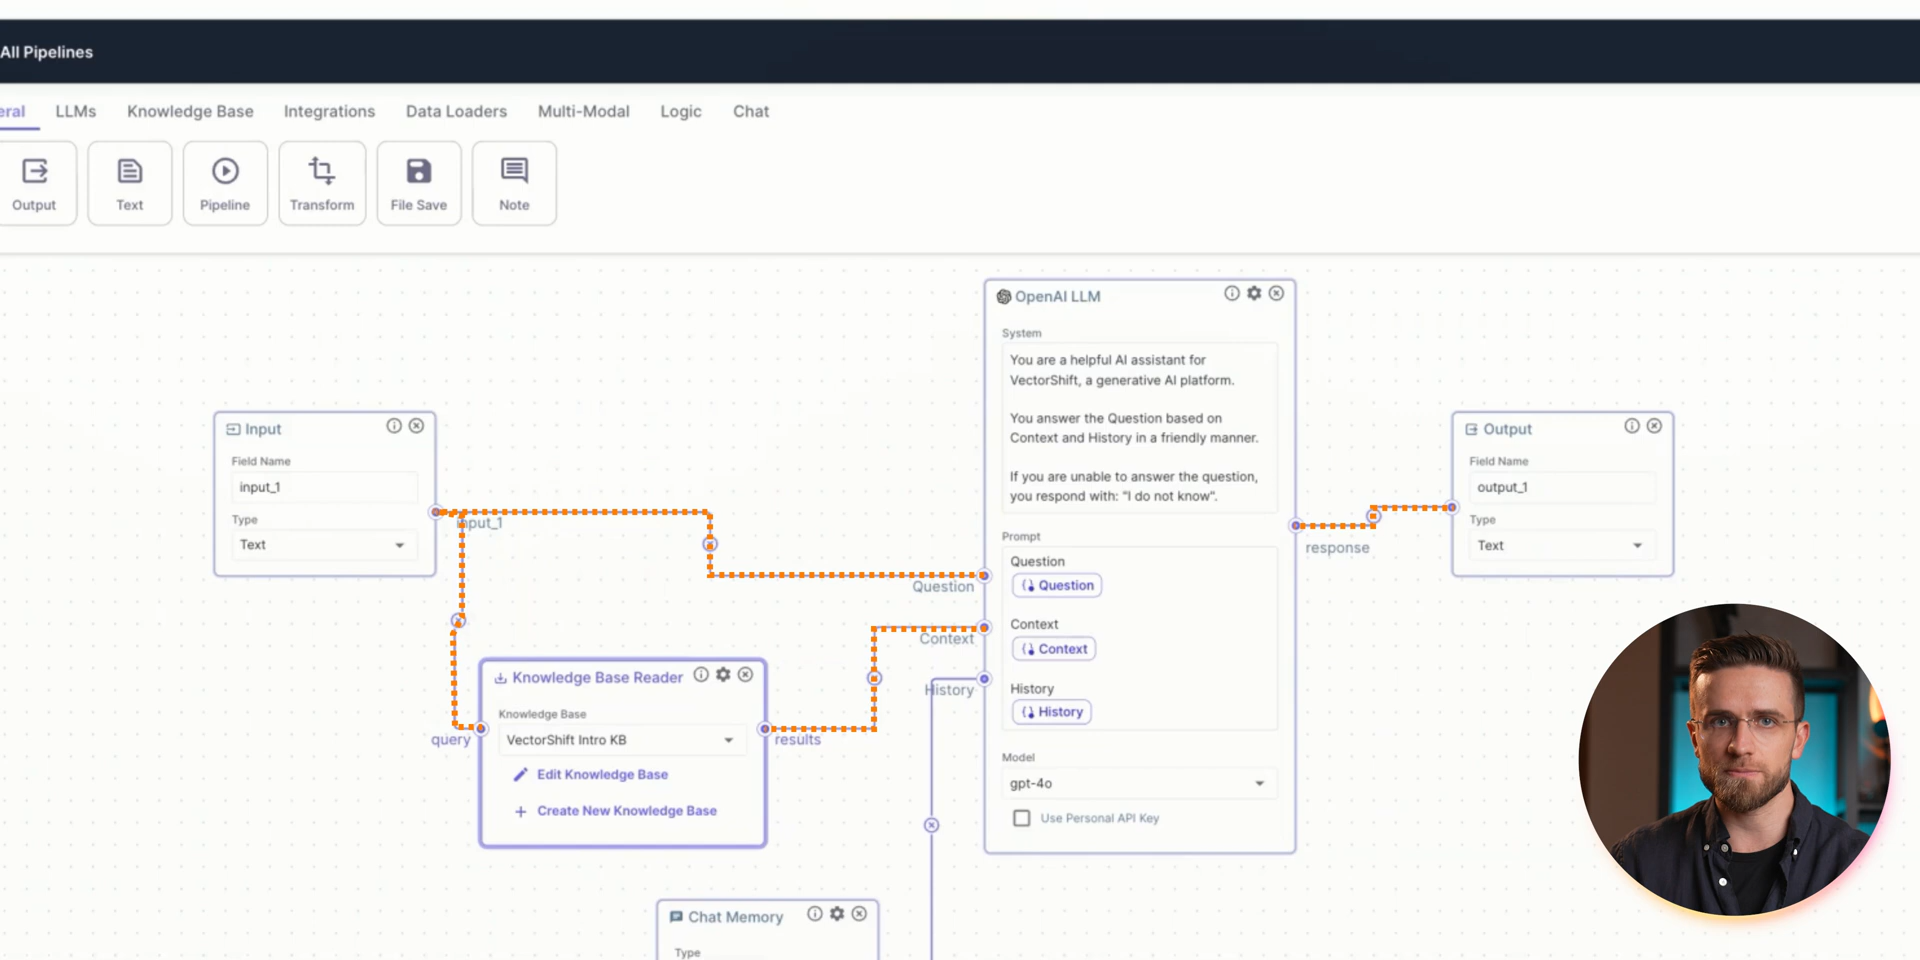 All Pipelines
eral
LLMs
Knowledge Base
Integrations
Data Loaders
Multi-Modal
Logic
Chat
Output
Text
Pipeline
Transform
File Save
Note
OpenAI LLM
System
You are a helpful AI assistant for
VectorShift, a generative AI platform.
You answer the Question based on
Context and History in a friendly manner.
If you are unable to answer the question,
you respond with: "I do not know".
Prompt
Question
Question
Context
Context
History
History
Model
gpt-4o
Use Personal API Key
Question
Context
History
response
Input
Field Name
input_1
Type
Text
input_1
Output
Field Name
output_1
Type
Text
Knowledge Base Reader
Knowledge Base
VectorShift Intro KB
Edit Knowledge Base
Create New Knowledge Base
query
results
Chat Memory
Type